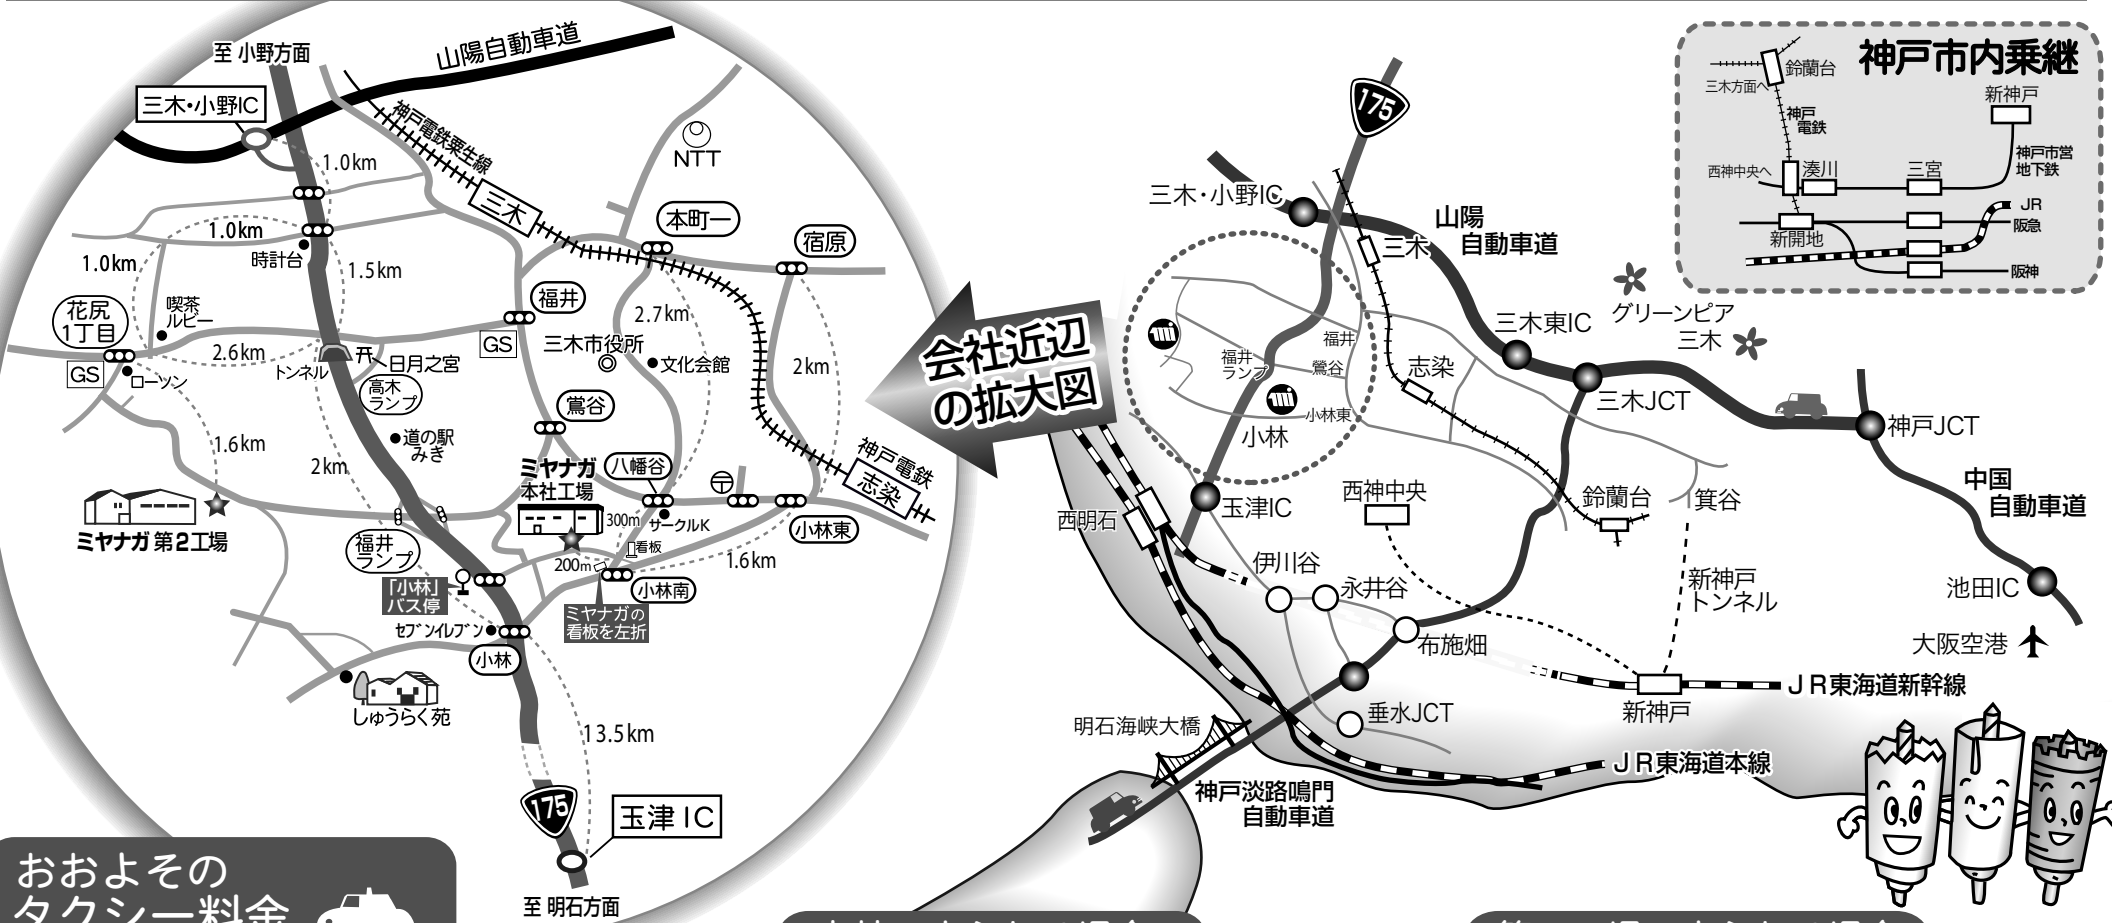 至 小野方面
山陽自動車道
三木・小野IC
神戸電鉄粟生線
1.0km
NTT
三木
本町一
宿原
1.0km
時計台
1.0km
1.5km
花尻
1丁目
喫茶
ルビー
福井
2.7km
GS
三木市役所
文化会館
2km
2.6km
トンネル
日月之宮
GS
ローソン
高木
ランプ
鶯谷
1.6km
2km
道の駅
みき
ミヤナガ
本社工場
八幡谷
神戸電鉄
志染
300m
サークルK
小林東
ミヤナガ 第2工場
福井
ランプ
看板
200m
1.6km
「小林」
バス停
小林南
ミヤナガの
看板を左折
セブンイレブン
小林
しゅうらく苑
13.5km
175
玉津 IC
至 明石方面
おおよその
タクシー料金
会社近辺
の拡大図
175
三木・小野IC
山陽
自動車道
三木
グリーンピア
三木
三木東IC
福井
福井
ランプ
鶯谷
志染
三木JCT
小林東
小林
神戸JCT
中国
自動車道
玉津IC
西神中央
鈴蘭台
箕谷
西明石
伊川谷
永井谷
新神戸
トンネル
池田IC
布施畑
大阪空港
JR東海道新幹線
新神戸
明石海峡大橋
垂水JCT
JR東海道本線
神戸淡路鳴門
自動車道
神戸市内乗継
鈴蘭台
三木方面へ
新神戸
神戸
電鉄
神戸市営
地下鉄
西神中央へ
湊川
三宮
JR
阪急
新開地
阪神